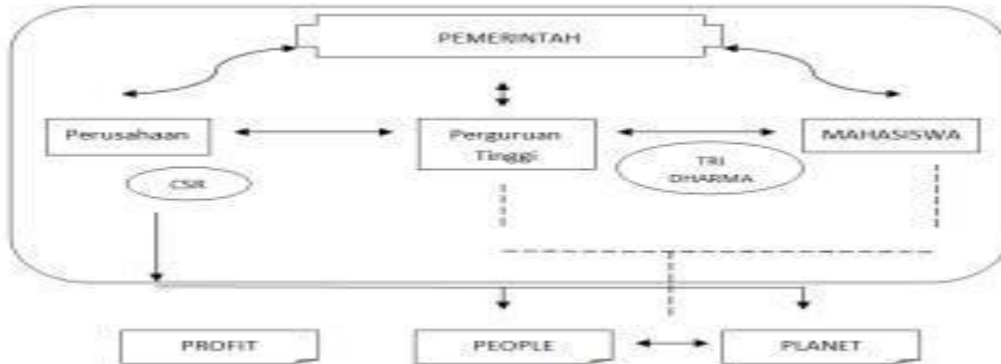 PEMERINTAH
Perusahaan
Perguruan
Tinggi
MAHASISWA
CSR
TRI
DHARMA
PROFIT
PEOPLE
PLANET